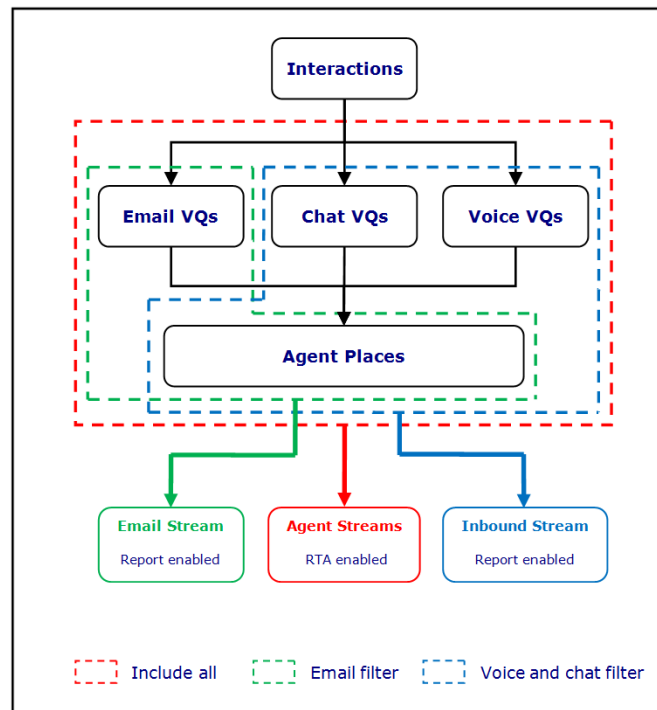 Interactions
Email VQs
Chat VQs
Voice VQs
Agent Places
Email Stream
Report enabled
Agent Streams
RTA enabled
Inbound Stream
Report enabled
Include all
Email filter
Voice and chat filter